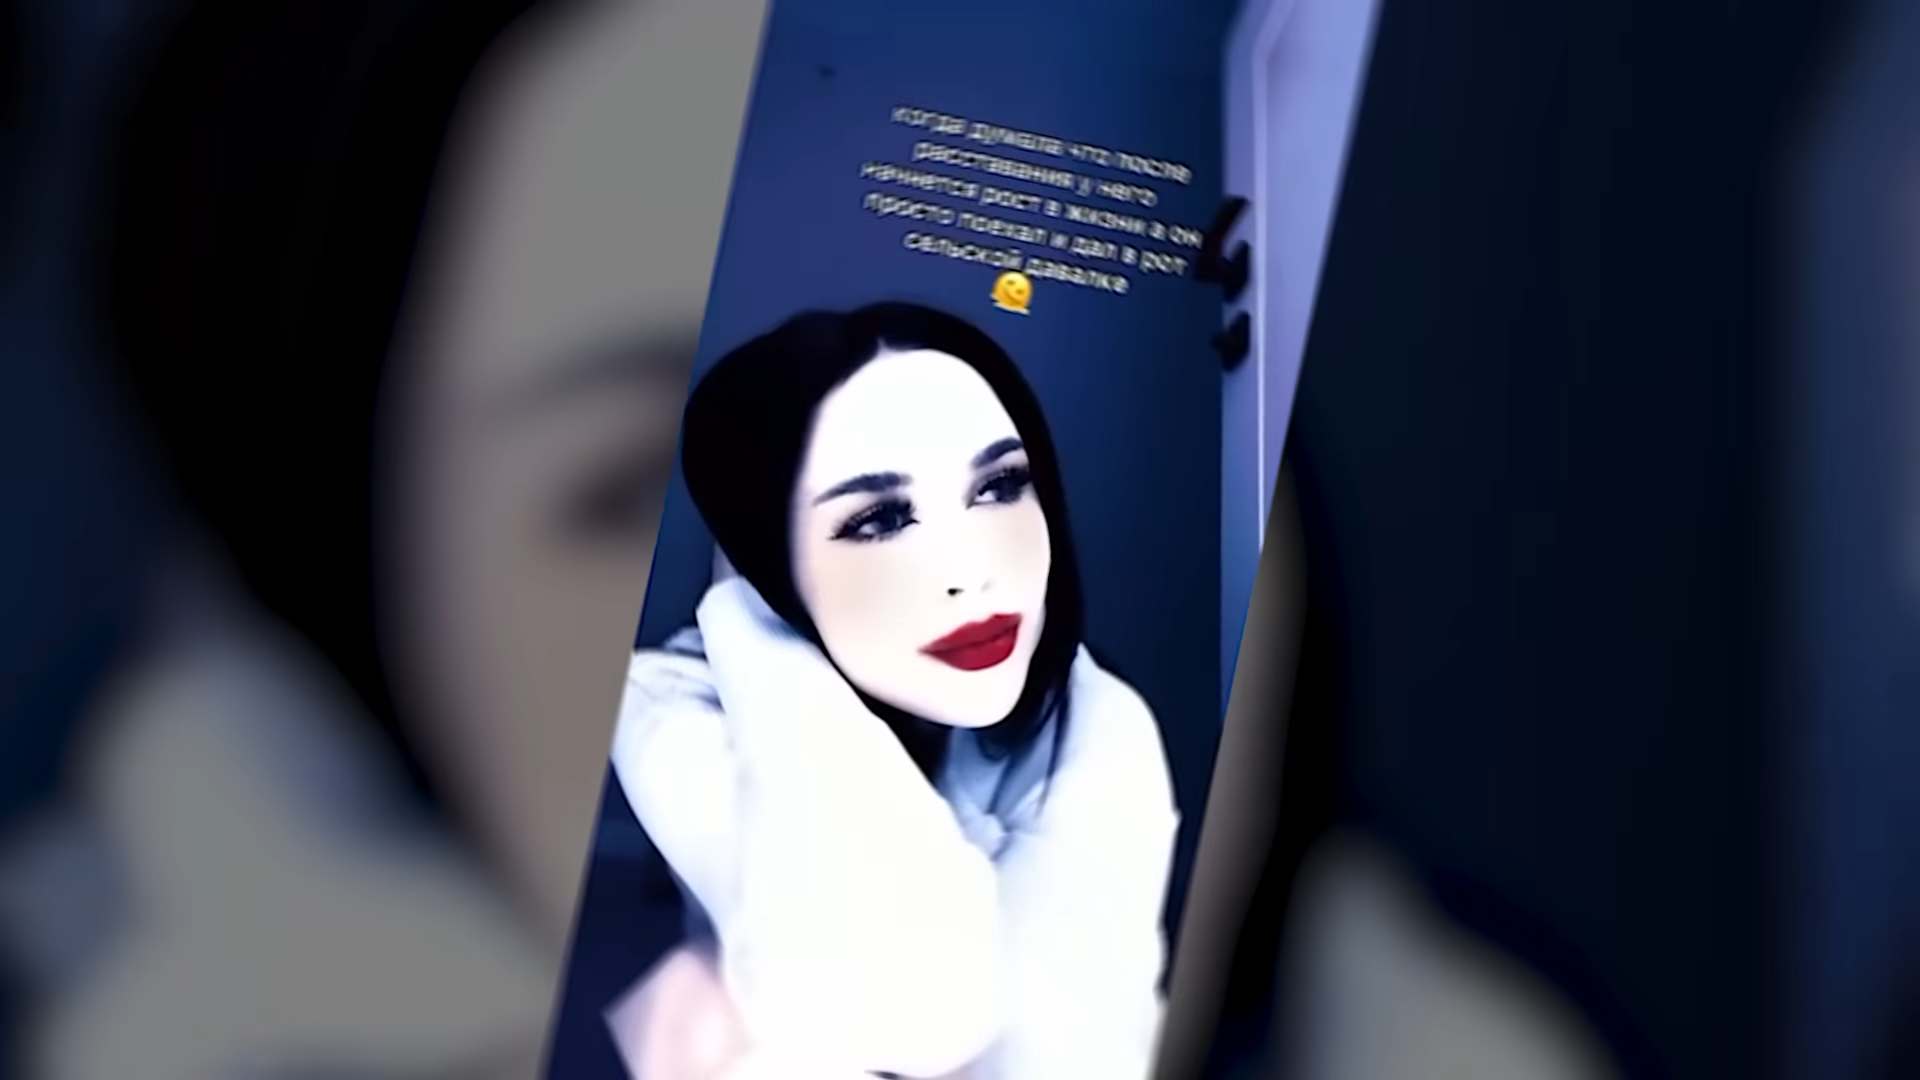 когда думала что после
расставания у него
начнется рост в жизни а он
просто поехал и дал в рот
сельской давалке
🫠